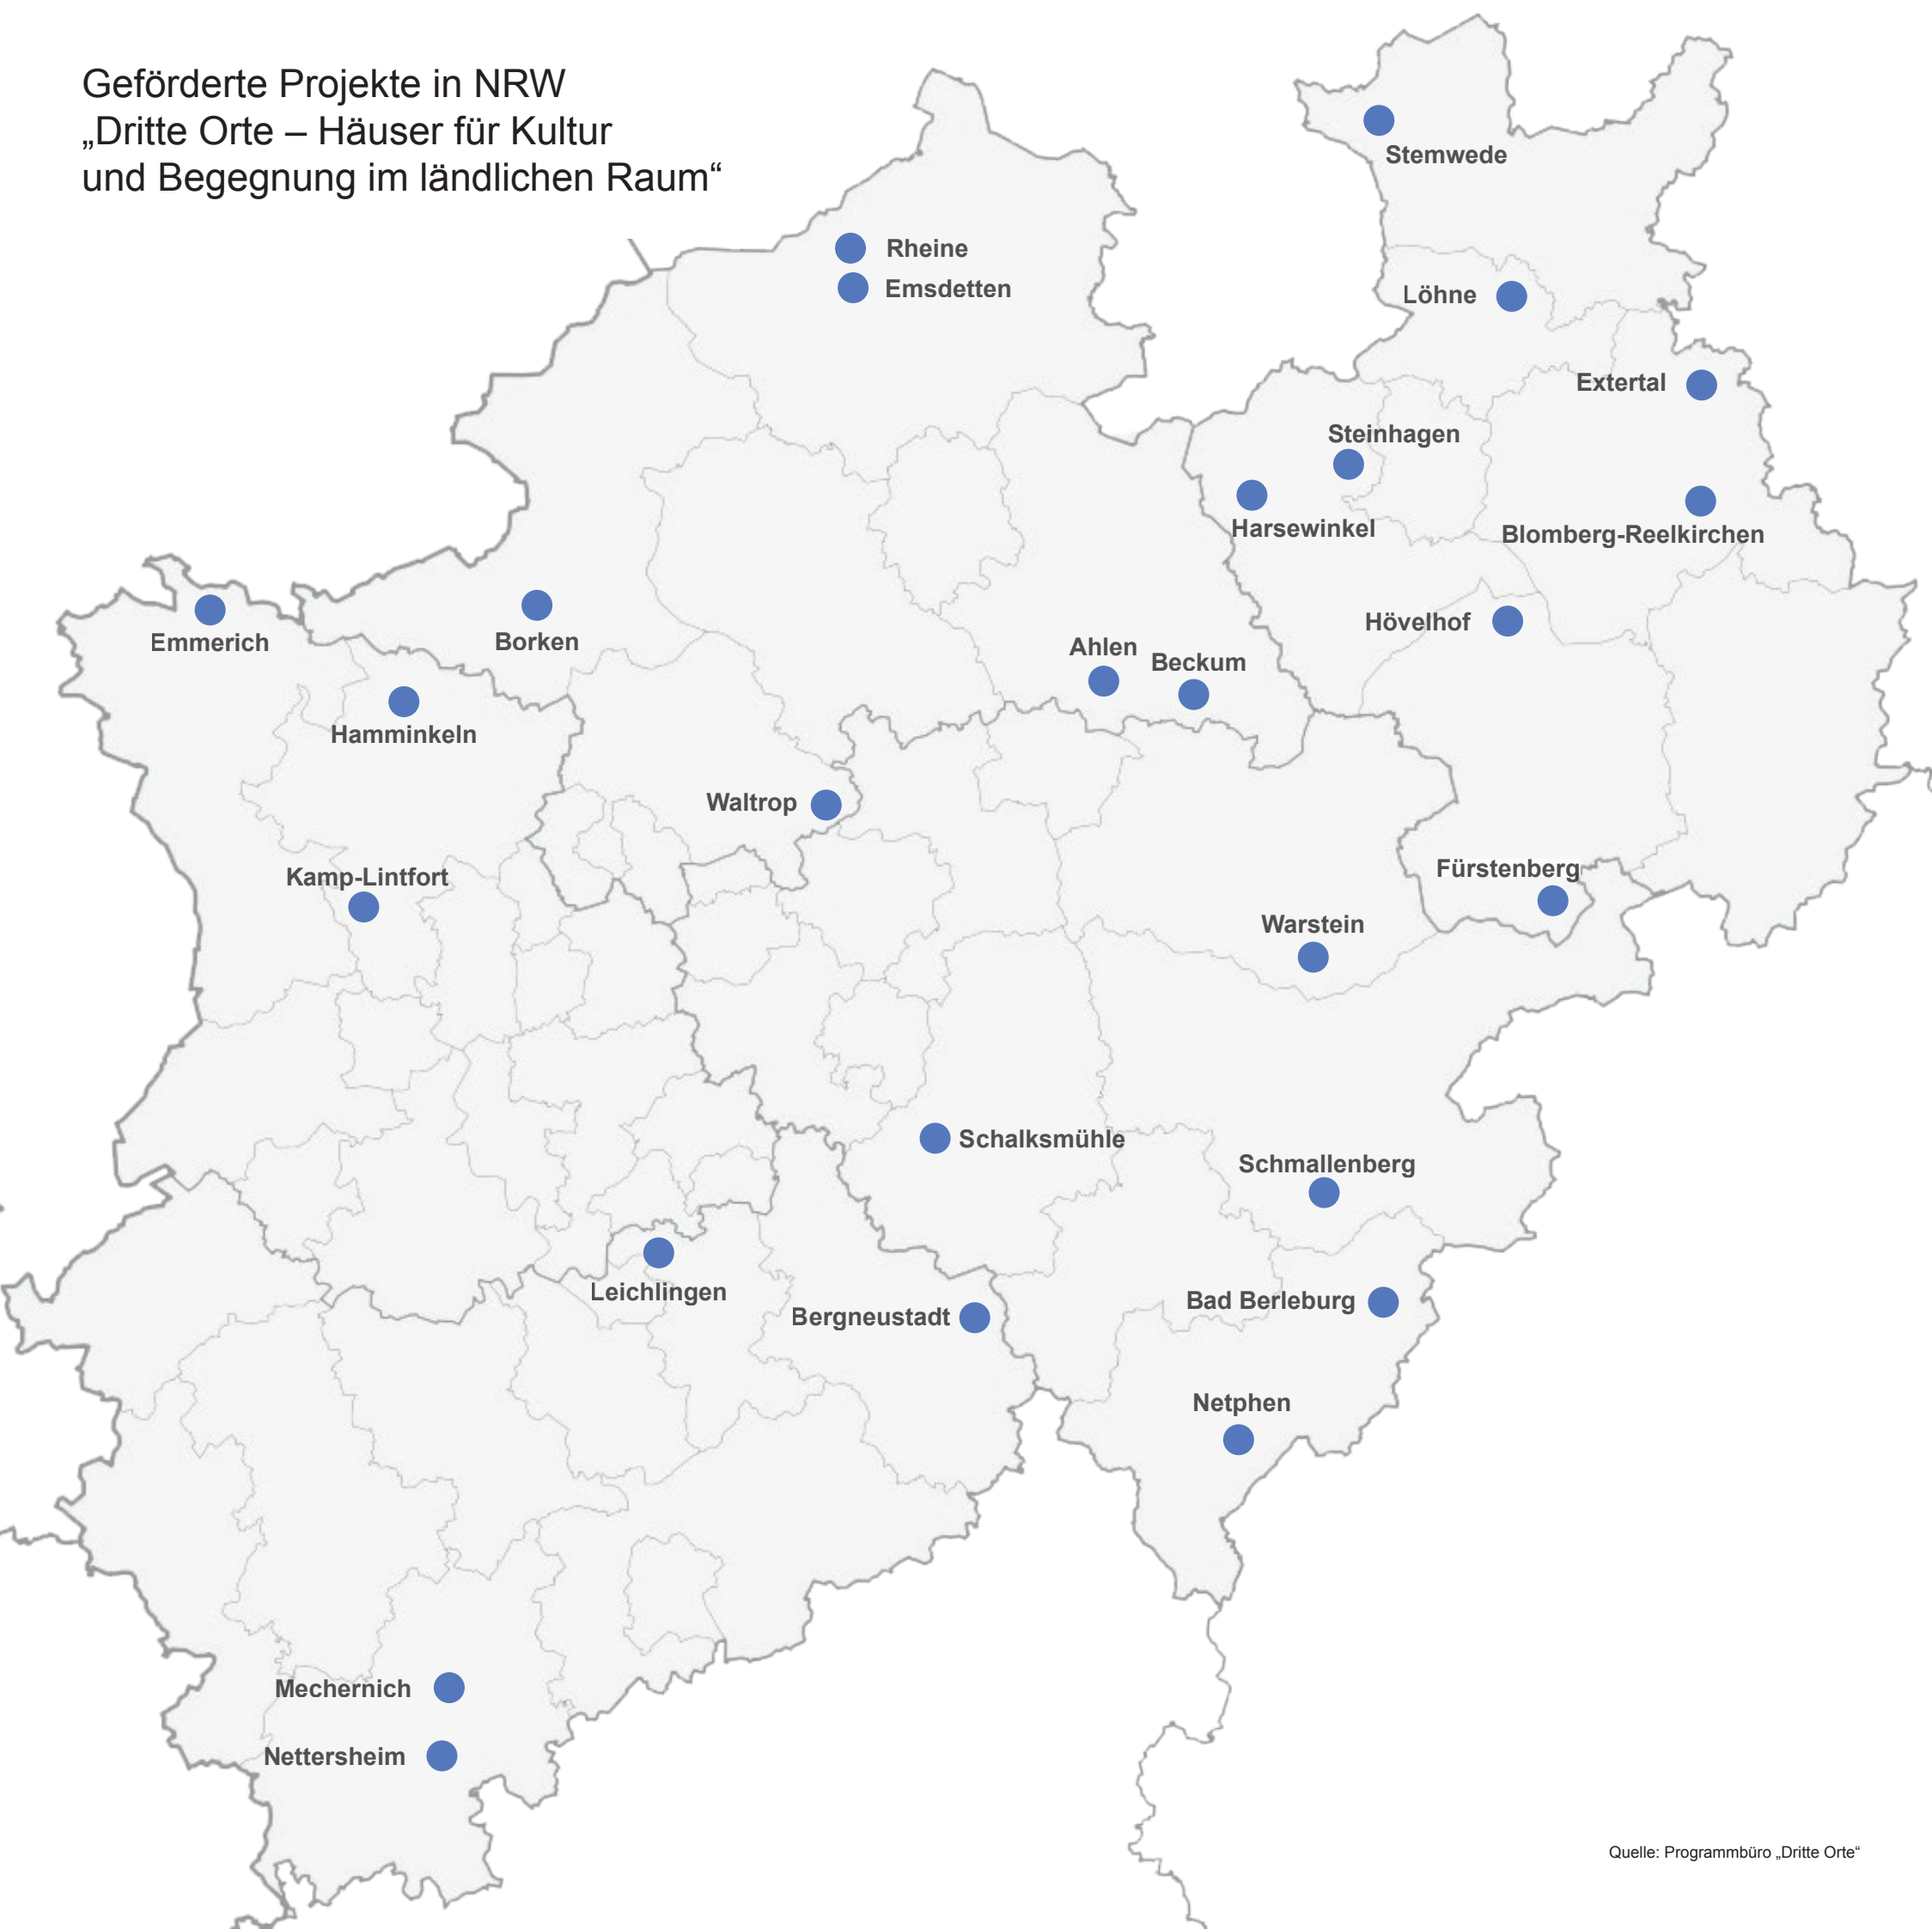 Geförderte Projekte in NRW
„Dritte Orte – Häuser für Kultur
und Begegnung im ländlichen Raum“
Stemwede
Rheine
Emsdetten
Löhne
Extertal
Steinhagen
Harsewinkel
Blomberg-Reelkirchen
Emmerich
Borken
Hövelhof
Ahlen
Beckum
Hamminkeln
Waltrop
Kamp-Lintfort
Fürstenberg
Warstein
Schalksmühle
Schmallenberg
Leichlingen
Bad Berleburg
Bergneustadt
Netphen
Mechernich
Nettersheim
Quelle: Programmbüro „Dritte Orte“